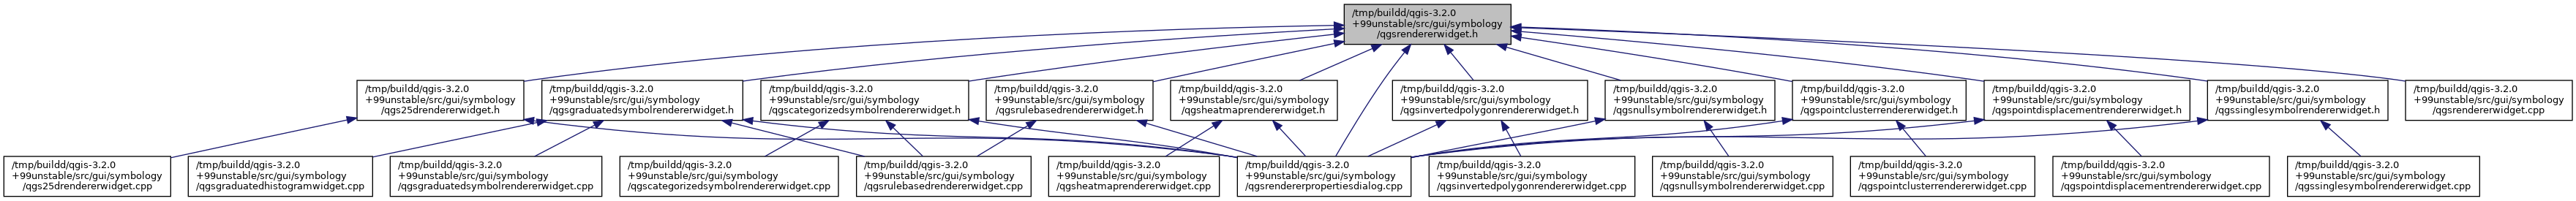 /tmp/buildd/qgis-3.2.0
+99unstable/src/gui/symbology
/qgsrendererwidget.h
/tmp/buildd/qgis-3.2.0
+99unstable/src/gui/symbology
/qgs25drendererwidget.h
/tmp/buildd/qgis-3.2.0
+99unstable/src/gui/symbology
/qgsgraduatedsymbolrendererwidget.h
/tmp/buildd/qgis-3.2.0
+99unstable/src/gui/symbology
/qgscategorizedsymbolrendererwidget.h
/tmp/buildd/qgis-3.2.0
+99unstable/src/gui/symbology
/qgsrulebasedrendererwidget.h
/tmp/buildd/qgis-3.2.0
+99unstable/src/gui/symbology
/qgsheatmaprendererwidget.h
/tmp/buildd/qgis-3.2.0
+99unstable/src/gui/symbology
/qgsinvertedpolygonrendererwidget.h
/tmp/buildd/qgis-3.2.0
+99unstable/src/gui/symbology
/qgsnullsymbolrendererwidget.h
/tmp/buildd/qgis-3.2.0
+99unstable/src/gui/symbology
/qgspointclusterrendererwidget.h
/tmp/buildd/qgis-3.2.0
+99unstable/src/gui/symbology
/qgspointdisplacementrendererwidget.h
/tmp/buildd/qgis-3.2.0
+99unstable/src/gui/symbology
/qgssinglesymbolrendererwidget.h
/tmp/buildd/qgis-3.2.0
+99unstable/src/gui/symbology
/qgsrendererwidget.cpp
/tmp/buildd/qgis-3.2.0
+99unstable/src/gui/symbology
/qgs25drendererwidget.cpp
/tmp/buildd/qgis-3.2.0
+99unstable/src/gui/symbology
/qgsgraduatedhistogramwidget.cpp
/tmp/buildd/qgis-3.2.0
+99unstable/src/gui/symbology
/qgsgraduatedsymbolrendererwidget.cpp
/tmp/buildd/qgis-3.2.0
+99unstable/src/gui/symbology
/qgscategorizedsymbolrendererwidget.cpp
/tmp/buildd/qgis-3.2.0
+99unstable/src/gui/symbology
/qgsrulebasedrendererwidget.cpp
/tmp/buildd/qgis-3.2.0
+99unstable/src/gui/symbology
/qgsheatmaprendererwidget.cpp
/tmp/buildd/qgis-3.2.0
+99unstable/src/gui/symbology
/qgsrendererpropertiesdialog.cpp
/tmp/buildd/qgis-3.2.0
+99unstable/src/gui/symbology
/qgsinvertedpolygonrendererwidget.cpp
/tmp/buildd/qgis-3.2.0
+99unstable/src/gui/symbology
/qgsnullsymbolrendererwidget.cpp
/tmp/buildd/qgis-3.2.0
+99unstable/src/gui/symbology
/qgspointclusterrendererwidget.cpp
/tmp/buildd/qgis-3.2.0
+99unstable/src/gui/symbology
/qgspointdisplacementrendererwidget.cpp
/tmp/buildd/qgis-3.2.0
+99unstable/src/gui/symbology
/qgssinglesymbolrendererwidget.cpp